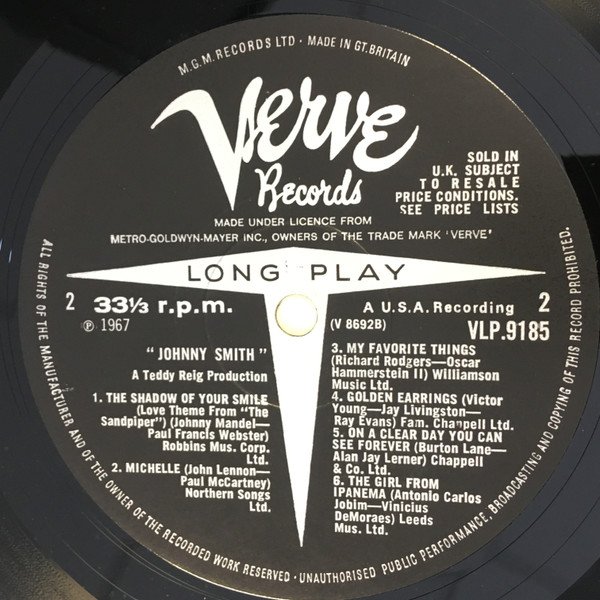 M.G.M. RECORDS LTD · MADE IN GT. BRITAIN
Verve
Records
SOLD IN
U.K. SUBJECT
TO RESALE
PRICE CONDITIONS.
SEE PRICE LISTS
MADE UNDER LICENCE FROM
METRO-GOLDWYN-MAYER INC., OWNERS OF THE TRADE MARK 'VERVE'
LONG PLAY
2 33⅓ r.p.m.
℗ 1967
A U.S.A. Recording 2
(V 8692B) VLP.9185
"JOHNNY SMITH"
A Teddy Reig Production
1. THE SHADOW OF YOUR SMILE
(Love Theme From "The
Sandpiper") (Johnny Mandel—
Paul Francis Webster)
Robbins Mus. Corp.
Ltd.
2. MICHELLE (John Lennon—
Paul McCartney)
Northern Songs
Ltd.
3. MY FAVORITE THINGS
(Richard Rodgers—Oscar
Hammerstein II) Williamson
Music Ltd.
4. GOLDEN EARRINGS (Victor
Young—Jay Livingston—
Ray Evans) Fam. Chappell Ltd.
5. ON A CLEAR DAY YOU CAN
SEE FOREVER (Burton Lane—
Alan Jay Lerner) Chappell
& Co. Ltd.
6. THE GIRL FROM
IPANEMA (Antonio Carlos
Jobim—Vinicius
DeMoraes) Leeds
Mus. Ltd.
ALL RIGHTS OF THE MANUFACTURER AND OF THE OWNER OF THE RECORDED WORK RESERVED · UNAUTHORISED PUBLIC PERFORMANCE, BROADCASTING AND COPYING OF THIS RECORD PROHIBITED.